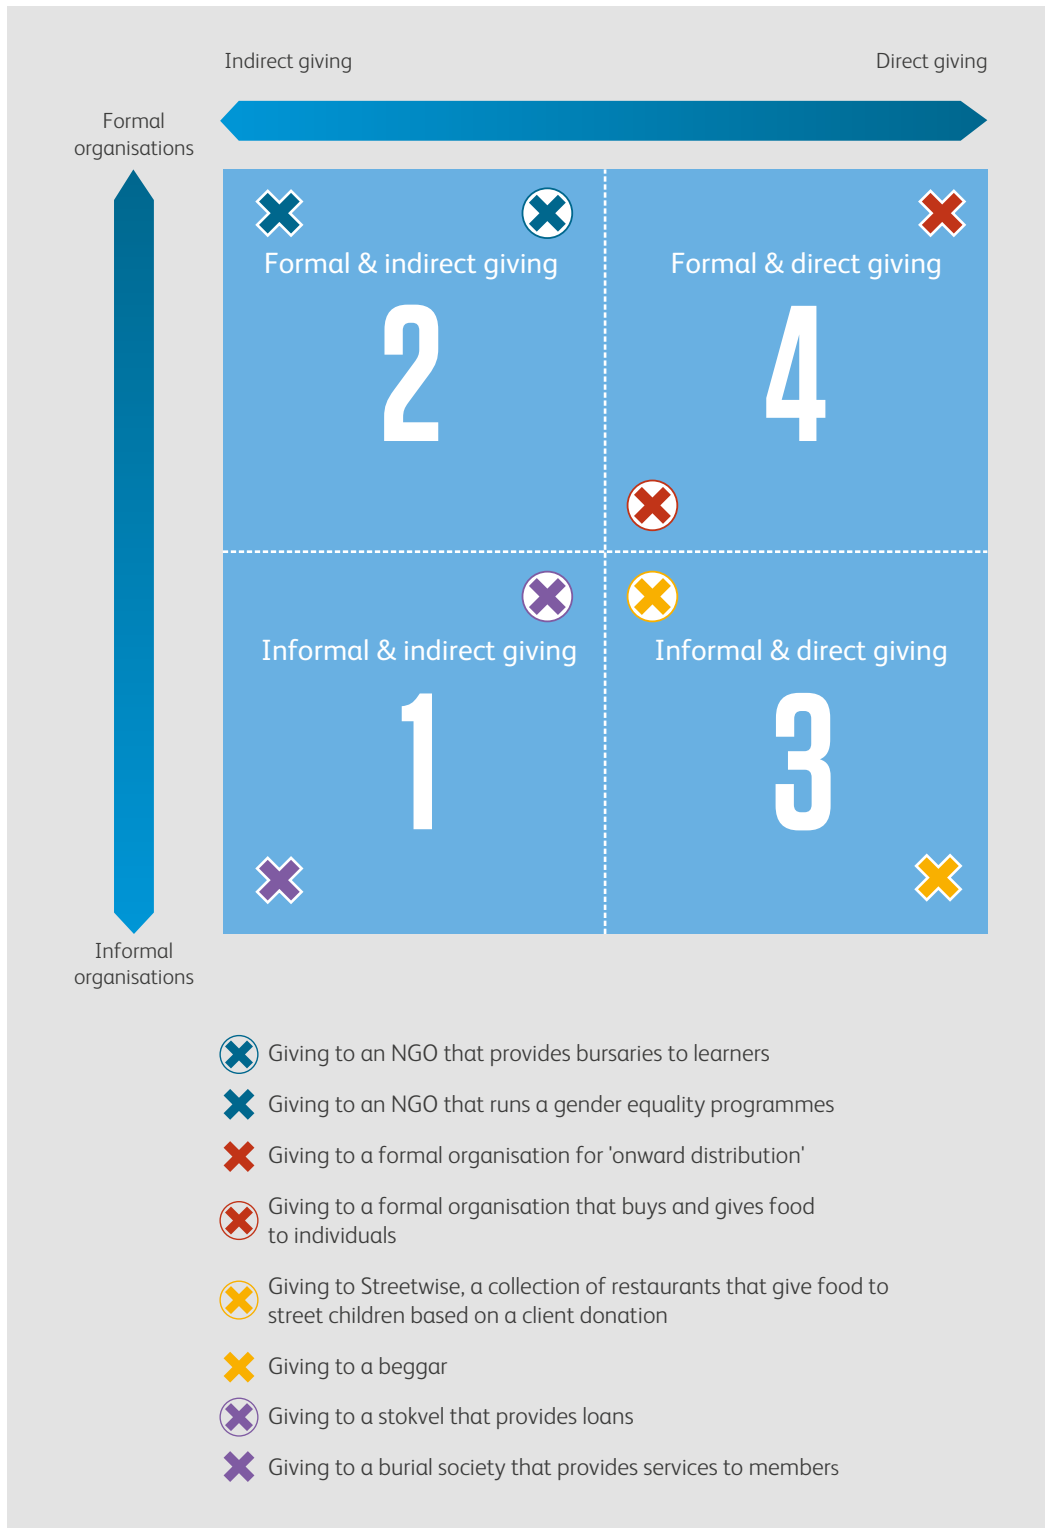 Indirect giving
Direct giving
Formal
organisations
Formal & indirect giving
2
Formal & direct giving
4
Informal & indirect giving
1
Informal & direct giving
3
Informal
organisations
Giving to an NGO that provides bursaries to learners
Giving to an NGO that runs a gender equality programmes
Giving to a formal organisation for 'onward distribution'
Giving to a formal organisation that buys and gives food
to individuals
Giving to Streetwise, a collection of restaurants that give food to
street children based on a client donation
Giving to a beggar
Giving to a stokvel that provides loans
Giving to a burial society that provides services to members